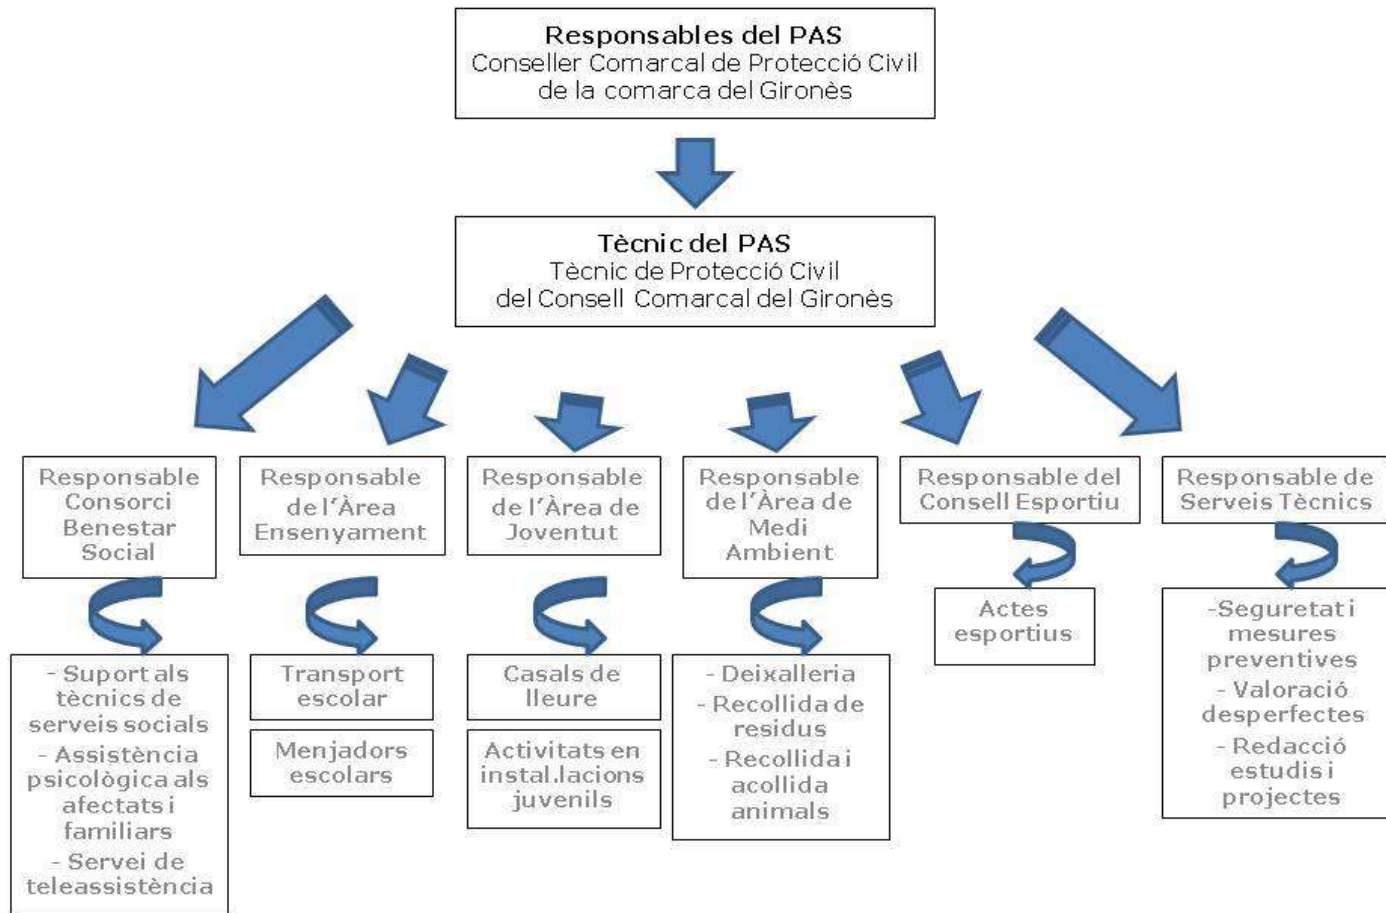 Responsables del PAS
Conseller Comarcal de Protecció Civil
de la comarca del Gironès
Tècnic del PAS
Tècnic de Protecció Civil
del Consell Comarcal del Gironès
Responsable
Consorci
Benestar
Social
Responsable
de l'Àrea
Ensenyament
Responsable
de l'Àrea de
Joventut
Responsable
de l'Àrea de
Medi
Ambient
Responsable del
Consell Esportiu
Responsable de
Serveis Tècnics
- Suport als
tècnics de
serveis socials
- Assistència
psicològica als
afectats i
familiars
- Servei de
teleassistència
Transport
escolar
Menjadors
escolars
Casals de
lleure
Activitats en
instal.lacions
juvenils
- Deixalleria
- Recollida de
residus
- Recollida i
acollida
animals
Actes
esportius
-Seguretat i
mesures
preventives
- Valoració
desperfectes
- Redacció
estudis i
projectes